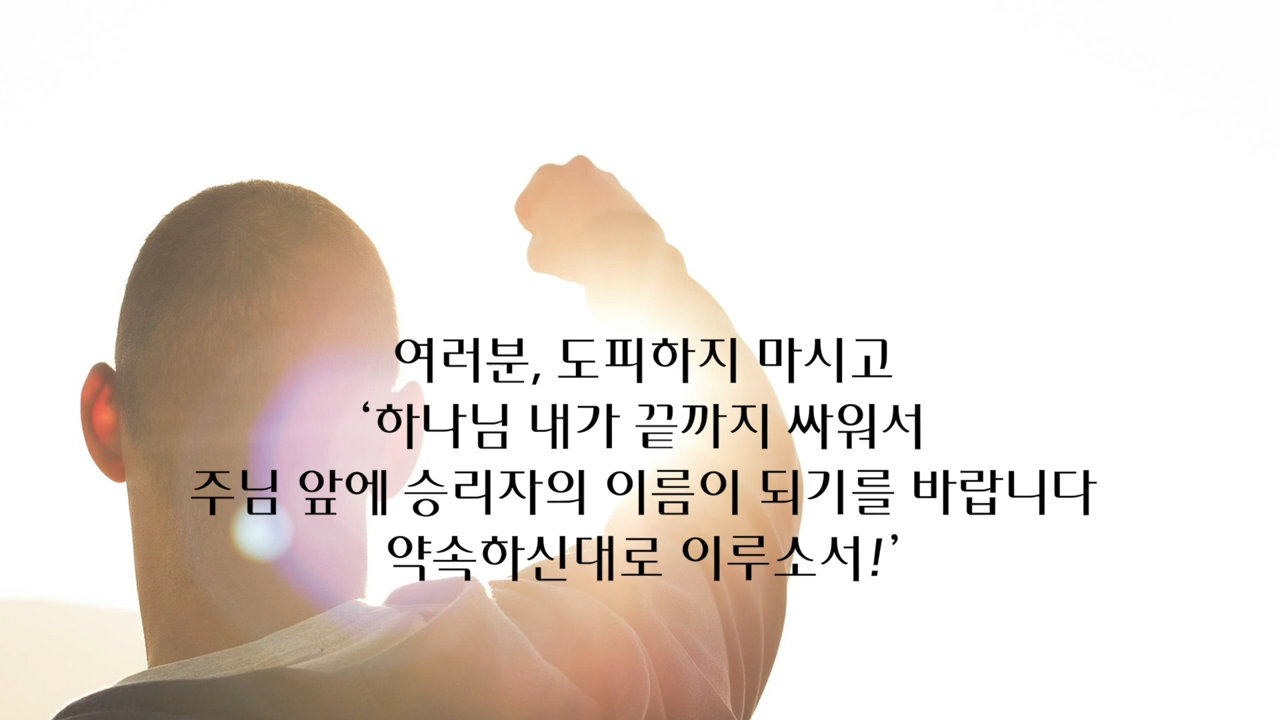 여러분, 도피하지 마시고
‘하나님 내가 끝까지 싸워서
주님 앞에 승리자의 이름이 되기를 바랍니다
약속하신대로 이루소서!’